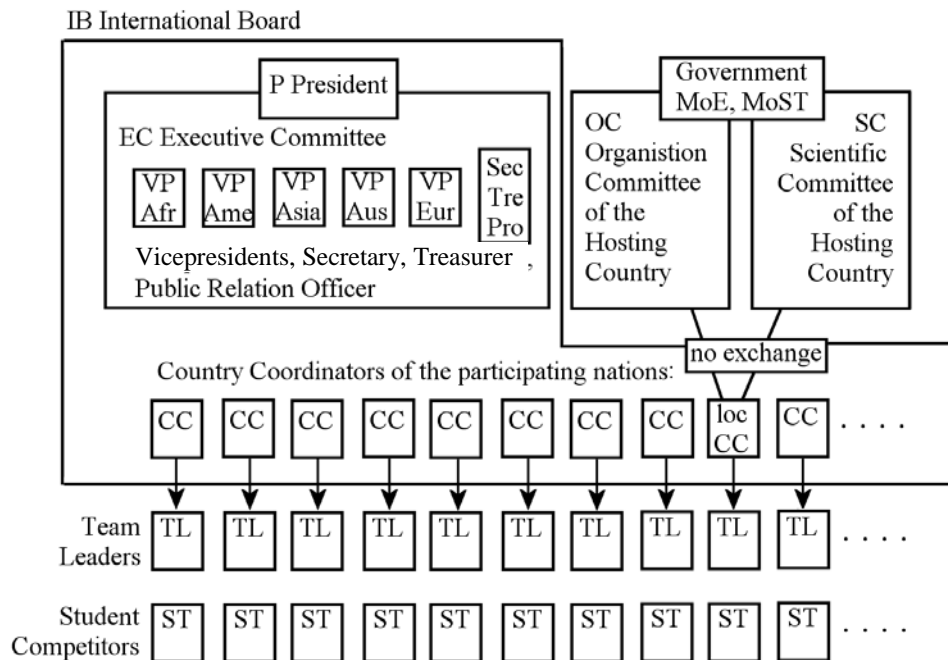 IB International Board
P President
EC Executive Committee
VP
Afr
VP
Ame
VP
Asia
VP
Aus
VP
Eur
Sec
Tre
Pro
Vicepresidents, Secretary, Treasurer ,
Public Relation Officer
Government
MoE, MoST
OC
Organistion
Committee
of the
Hosting
Country
SC
Scientific
Committee
of the
Hosting
Country
no exchange
Country Coordinators of the participating nations:
CC CC CC CC CC CC CC CC loc CC CC . . . .
Team Leaders
TL TL TL TL TL TL TL TL TL TL . . . .
Student Competitors
ST ST ST ST ST ST ST ST ST ST . . . .